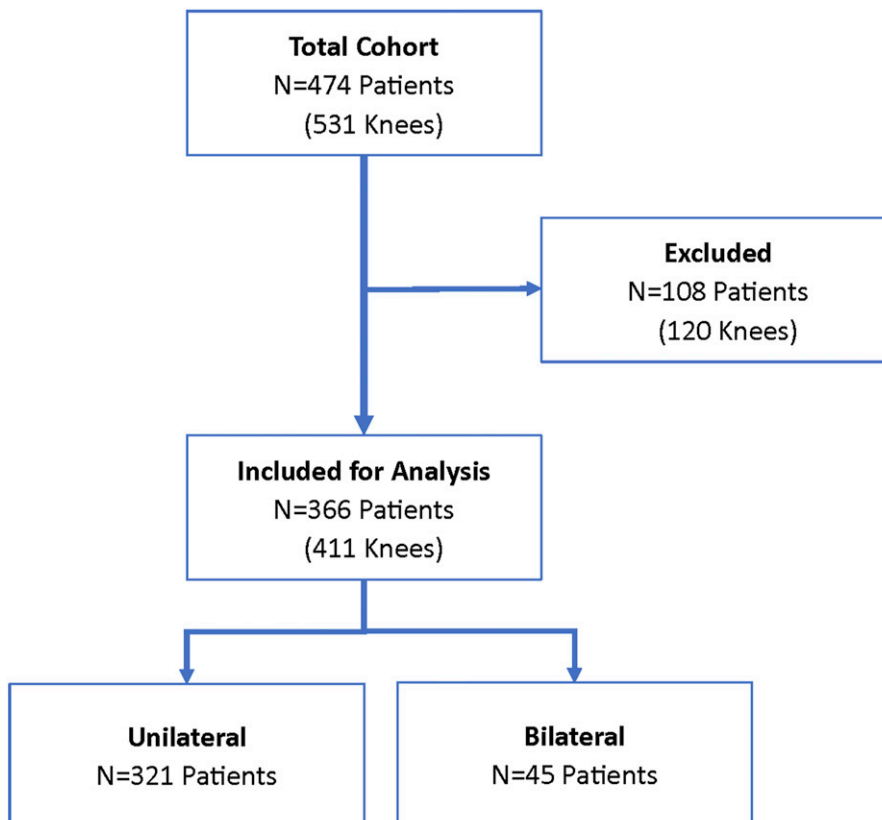 Total Cohort
N=474 Patients
(531 Knees)
Excluded
N=108 Patients
(120 Knees)
Included for Analysis
N=366 Patients
(411 Knees)
Unilateral
N=321 Patients
Bilateral
N=45 Patients